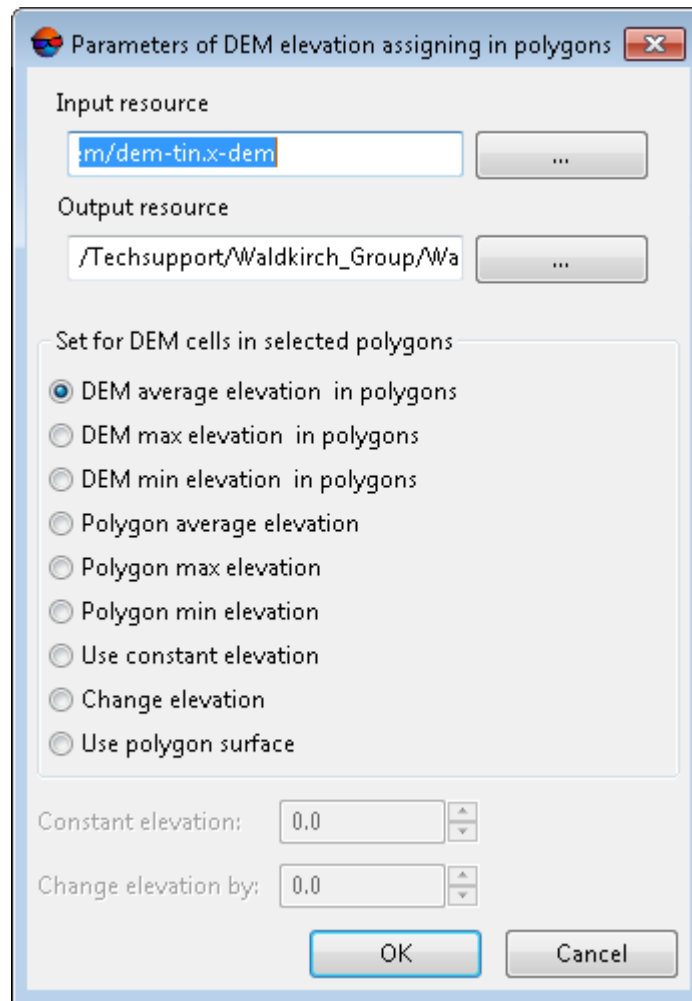 Parameters of DEM elevation assigning in polygons
Input resource
em/dem-tin.x-dem
...
Output resource
/Techsupport/Waldkirch_Group/Wa
...
Set for DEM cells in selected polygons
DEM average elevation in polygons
DEM max elevation in polygons
DEM min elevation in polygons
Polygon average elevation
Polygon max elevation
Polygon min elevation
Use constant elevation
Change elevation
Use polygon surface
Constant elevation: 0.0
Change elevation by: 0.0
OK Cancel